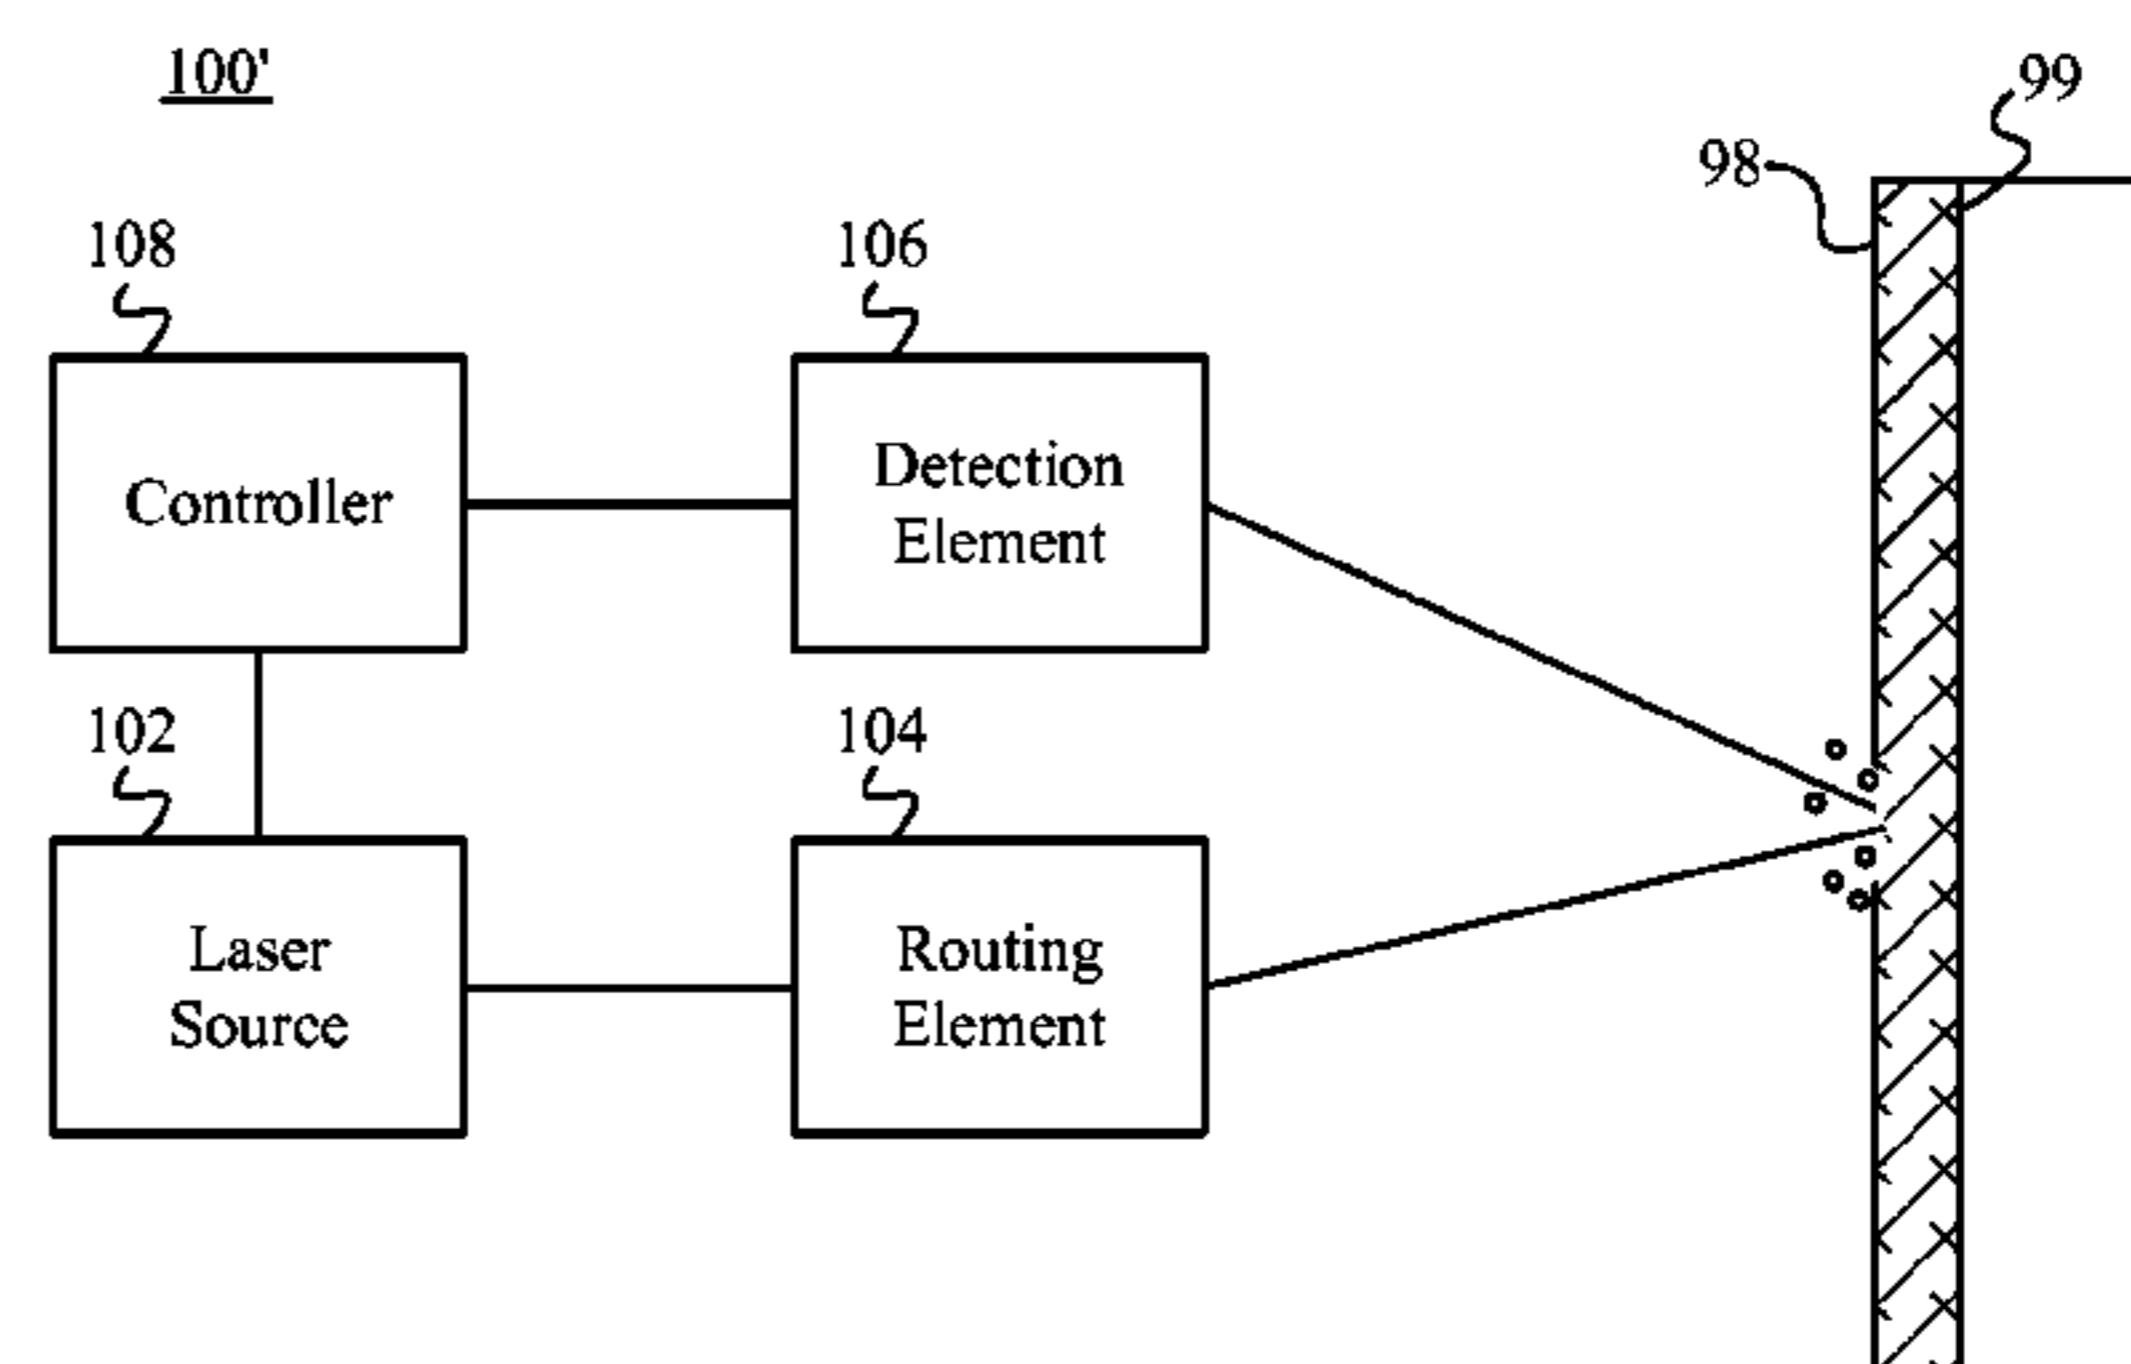 100'
99
98
108
106
Controller
Detection
Element
102
104
Laser
Source
Routing
Element